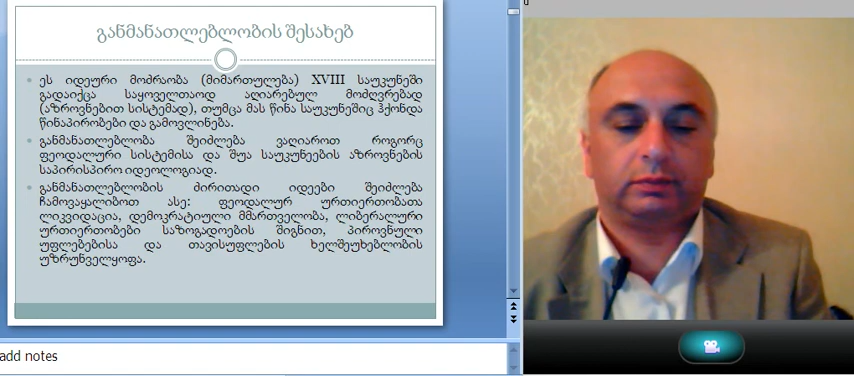 განმანათლებლობის შესახებ
ეს იდეური მოძრაობა (მიმართულება) XVIII საუკუნეში
გადაიქცა საყოველთაოდ აღიარებულ მოძღვრებად
(აზროვნებით სისტემად), თუმცა მას წინა საუკუნეშიც ჰქონდა
წინაპირობები და გამოვლინება.
განმანათლებლობა შეიძლება ვაღიაროთ როგორც
ფეოდალური სისტემისა და შუა საუკუნეების აზროვნების
საპირისპირო იდეოლოგიად.
განმანათლებლობის ძირითადი იდეები შეიძლება
ჩამოვაყალიბოთ ასე: ფეოდალურ ურთიერთობათა
ლიკვიდაცია, დემოკრატიული მმართველობა, ლიბერალური
ურთიერთობები საზოგადოების შიგნით, პიროვნული
უფლებებისა და თავისუფლების ხელშეუხებლობის
უზრუნველყოფა.
add notes